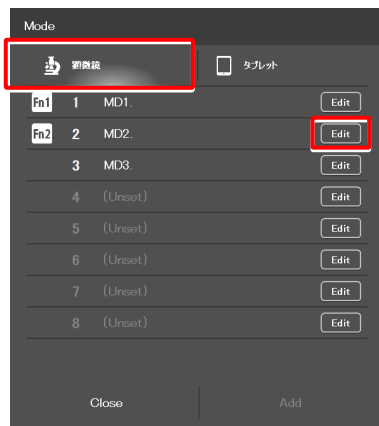 Mode
顕微鏡 タブレット
Fn1 1 MD1. Edit
Fn2 2 MD2. Edit
3 MD3. Edit
4 (Unset) Edit
5 (Unset) Edit
6 (Unset) Edit
7 (Unset) Edit
8 (Unset) Edit
Close Add